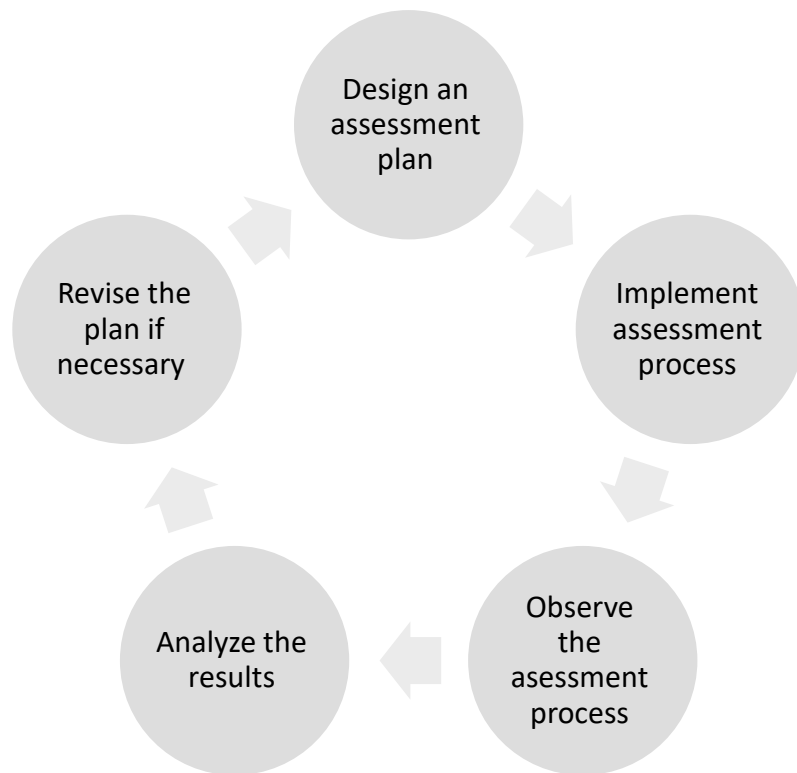 Design an
assessment
plan
Implement
assessment
process
Observe
the
asessment
process
Analyze the
results
Revise the
plan if
necessary